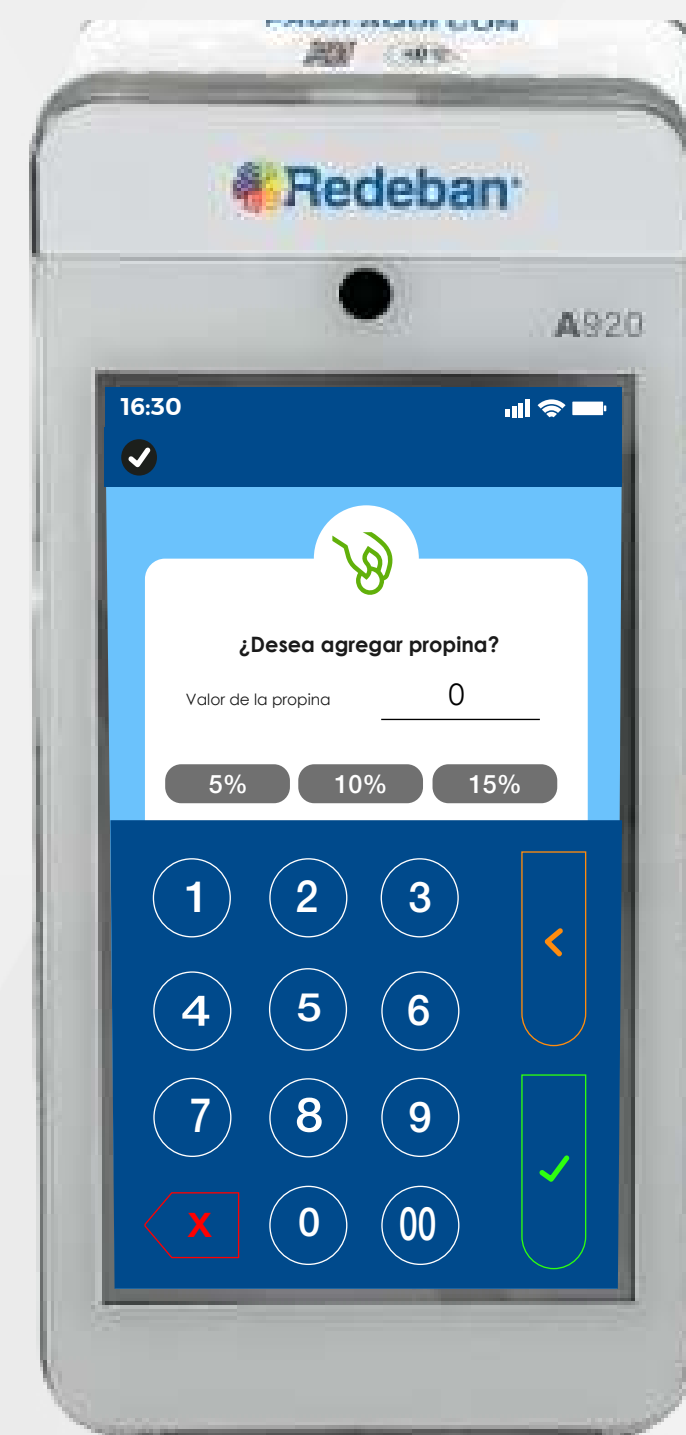 Redeban
A920
16:30
¿Desea agregar propina?
Valor de la propina 0
5% 10% 15%
1 2 3
<
4 5 6
7 8 9
X 0 00